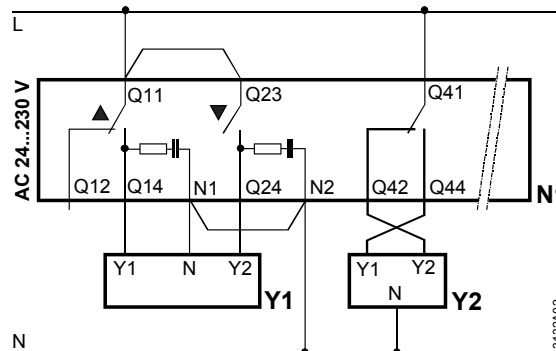 L
Q11 Q23 Q41
AC 24...230 V
Q12 Q14 N1 Q24 N2 Q42 Q44
Y1 N Y2 Y1
Y1 Y2 N Y2
N